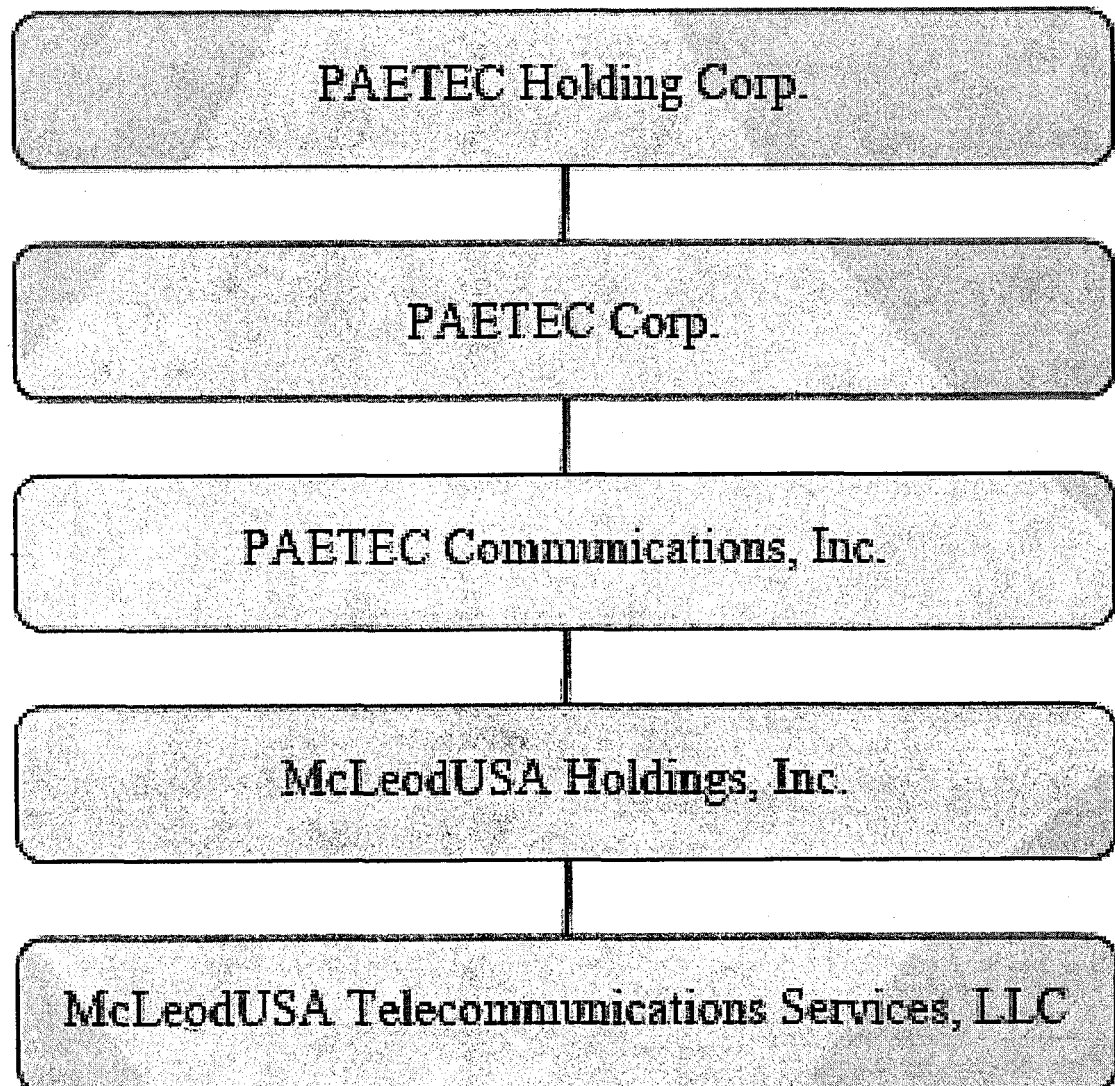 PAETEC Holding Corp.
PAETEC Corp.
PAETEC Communications, Inc.
McLeodUSA Holdings, Inc.
McLeodUSA Telecommunications Services, LLC